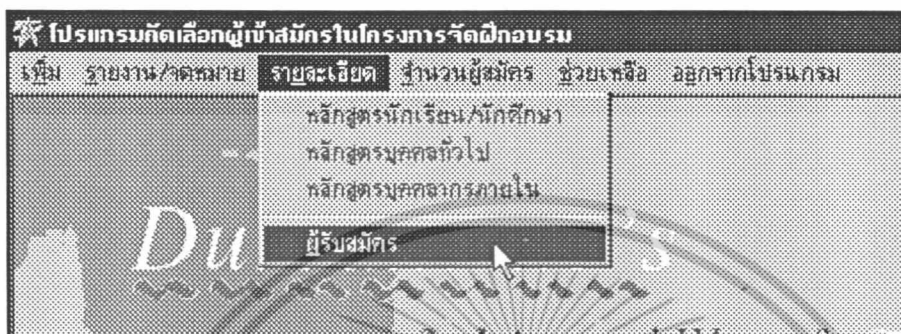 โปรแกรมคัดเลือกผู้เข้าสมัครในโครงการจัดฝึกอบรม
เพิ่ม รายงาน/จดหมาย รายละเอียด จำนวนผู้สมัคร ช่วยเหลือ ออกจากโปรแกรม
หลักสูตรนักเรียน/นักศึกษา
หลักสูตรบุคคลทั่วไป
หลักสูตรบุคคลากรภายใน
ผู้รับสมัคร
Du